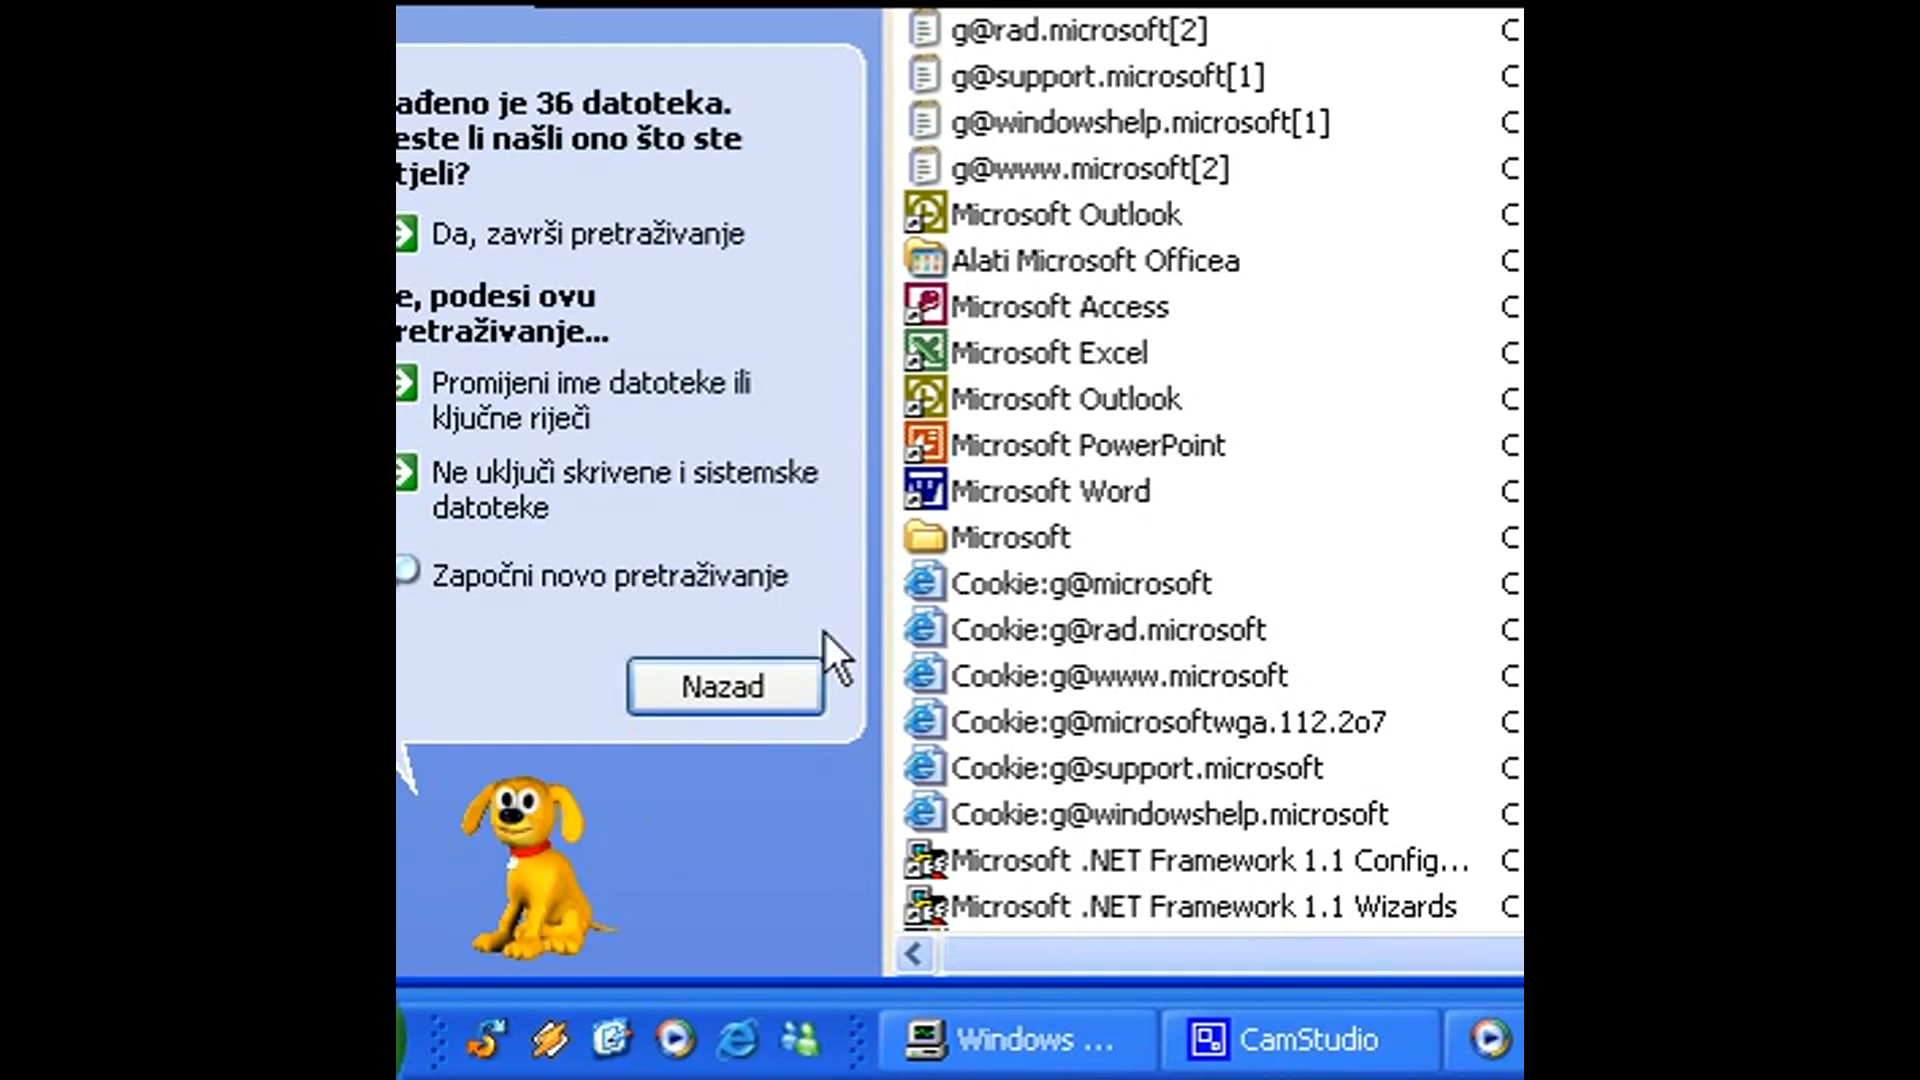 ađeno je 36 datoteka.
este li našli ono što ste
tjeli?
Da, završi pretraživanje
e, podesi ovu
retraživanje...
Promijeni ime datoteke ili
ključne riječi
Ne uključi skrivene i sistemske
datoteke
Započni novo pretraživanje
Nazad
g@rad.microsoft[2] C
g@support.microsoft[1] C
g@windowshelp.microsoft[1] C
g@www.microsoft[2] C
Microsoft Outlook C
Alati Microsoft Officea C
Microsoft Access C
Microsoft Excel C
Microsoft Outlook C
Microsoft PowerPoint C
Microsoft Word C
Microsoft C
Cookie:g@microsoft C
Cookie:g@rad.microsoft C
Cookie:g@www.microsoft C
Cookie:g@microsoftwga.112.2o7 C
Cookie:g@support.microsoft C
Cookie:g@windowshelp.microsoft C
Microsoft .NET Framework 1.1 Config... C
Microsoft .NET Framework 1.1 Wizards C
Windows ...
CamStudio